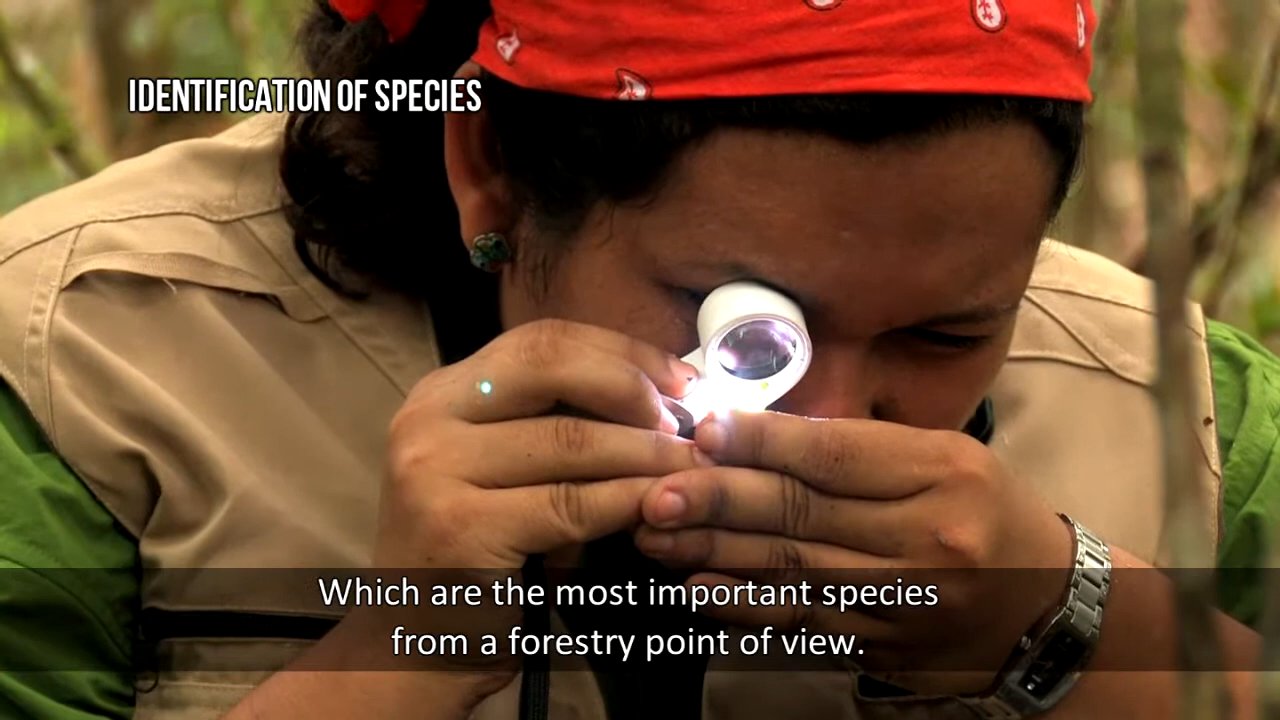 IDENTIFICATION OF SPECIES
Which are the most important species
from a forestry point of view.